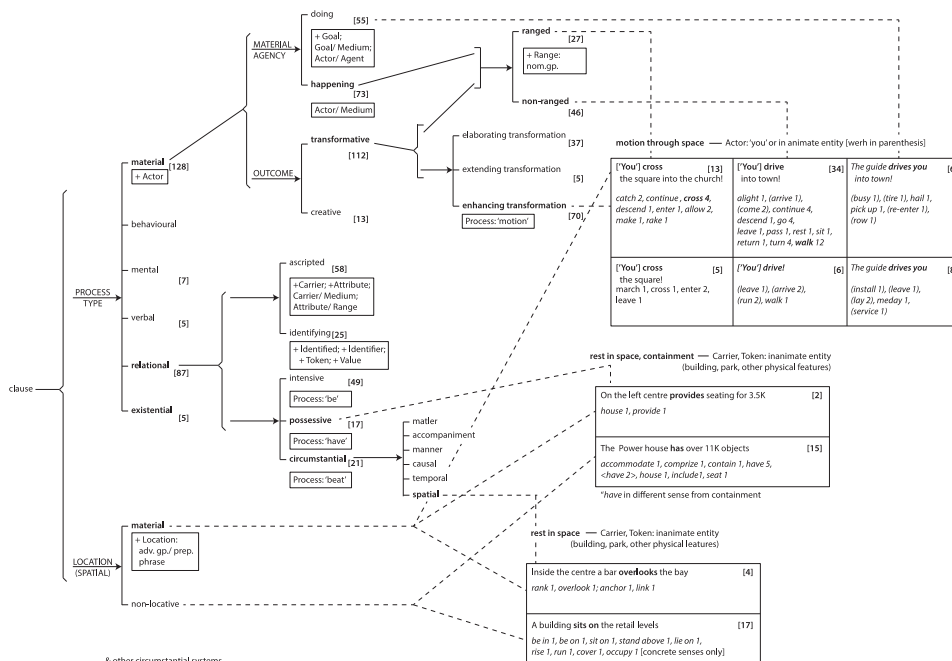 clause
PROCESS
TYPE
material
[128]
+ Actor
behavioural
mental
[7]
verbal
[5]
relational
[87]
existential
[5]
MATERIAL
AGENCY
doing
[55]
+ Goal;
Goal/ Medium;
Actor/ Agent
happening
[73]
Actor/ Medium
OUTCOME
transformative
[112]
creative
[13]
ranged
[27]
+ Range:
nom.gp.
non-ranged
[46]
elaborating transformation
[37]
extending transformation
[5]
enhancing transformation
[70]
Process: ‘motion’
ascripted
[58]
+Carrier; +Attribute;
Carrier/ Medium;
Attribute/ Range
identifying
[25]
+ Identified; + Identifier;
+ Token; + Value
intensive
[49]
Process: ‘be’
possessive
[17]
Process: ‘have’
circumstantial
[21]
Process: ‘beat’
matler
accompaniment
manner
causal
temporal
spatial
LOCATION
(SPATIAL)
material
+ Location:
adv. gp./ prep.
phrase
non-locative
motion through space — Actor: ‘you’ or in animate entity [werh in parenthesis]
[‘You’] cross [13]
the square into the church!
catch 2, continue , cross 4,
descend 1, enter 1, allow 2,
make 1, rake 1
[‘You’] drive [34]
into town!
alight 1, (arrive 1),
(come 2), continue 4,
descend 1, go 4,
leave 1, pass 1, rest 1, sit 1,
return 1, turn 4, walk 12
The guide drives you
into town!
(busy 1), (tire 1), hail 1,
pick up 1, (re-enter 1),
(row 1)
[‘You’] cross [5]
the square!
march 1, cross 1, enter 2,
leave 1
[‘You’] drive! [6]
(leave 1), (arrive 2),
(run 2), walk 1
The guide drives you
(install 1), (leave 1),
(lay 2), meday 1,
(service 1)
rest in space, containment — Carrier, Token: inanimate entity
(building, park, other physical features)
On the left centre provides seating for 3.5K [2]
house 1, provide 1
The Power house has over 11K objects [15]
accommodate 1, comprize 1, contain 1, have 5,
<have 2>, house 1, include1, seat 1
*have in different sense from containment
rest in space — Carrier, Token: inanimate entity
(building, park, other physical features)
Inside the centre a bar overlooks the bay [4]
rank 1, overlook 1; anchor 1, link 1
A building sits on the retail levels [17]
be in 1, be on 1, sit on 1, stand above 1, lie on 1,
rise 1, run 1, cover 1, occupy 1 [concrete senses only]
& other circumstantial systems